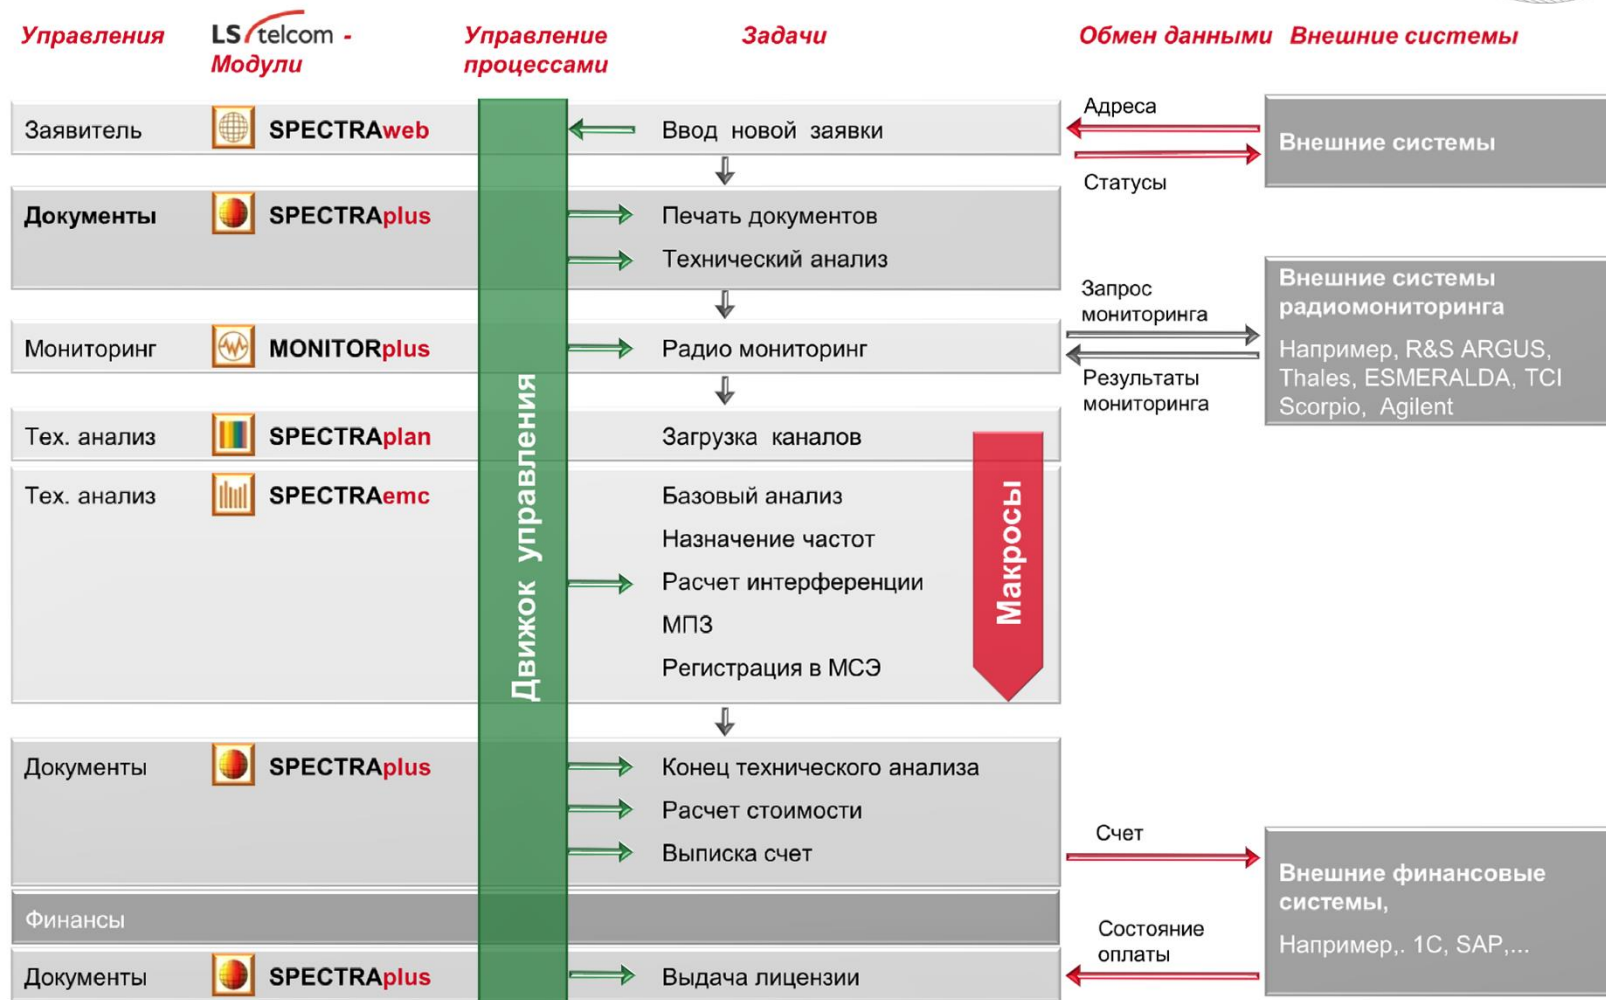 Управления
LS telcom -
Модули
Управление
процессами
Задачи
Обмен данными
Внешние системы
Заявитель
SPECTRAweb
Ввод новой заявки
Адреса
Статусы
Внешние системы
Документы
SPECTRAplus
Печать документов
Технический анализ
Запрос
мониторинга
Внешние системы
радиомониторинга
Например, R&S ARGUS,
Thales, ESMERALDA, TCI
Scorpio, Agilent
Мониторинг
MONITORplus
Радио мониторинг
Результаты
мониторинга
Движок управления
Тех. анализ
SPECTRAplan
Загрузка каналов
Макросы
Тех. анализ
SPECTRAemc
Базовый анализ
Назначение частот
Расчет интерференции
МПЗ
Регистрация в МСЭ
Документы
SPECTRAplus
Конец технического анализа
Расчет стоимости
Выписка счет
Счет
Внешние финансовые
системы,
Например,. 1С, SAP,...
Финансы
Состояние
оплаты
Документы
SPECTRAplus
Выдача лицензии